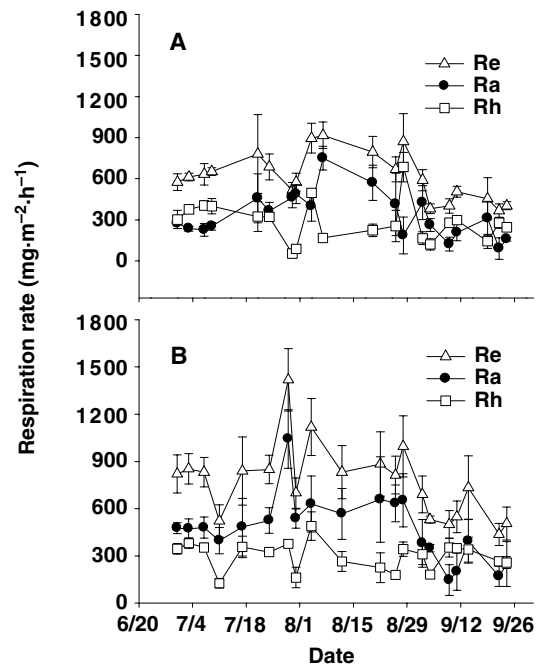 1800
1500
1200
900
600
300
0
A
Re
Ra
Rh
Respiration rate (mg·m⁻²·h⁻¹)
1800
1500
1200
900
600
300
0
B
Re
Ra
Rh
6/20 7/4 7/18 8/1 8/15 8/29 9/12 9/26
Date